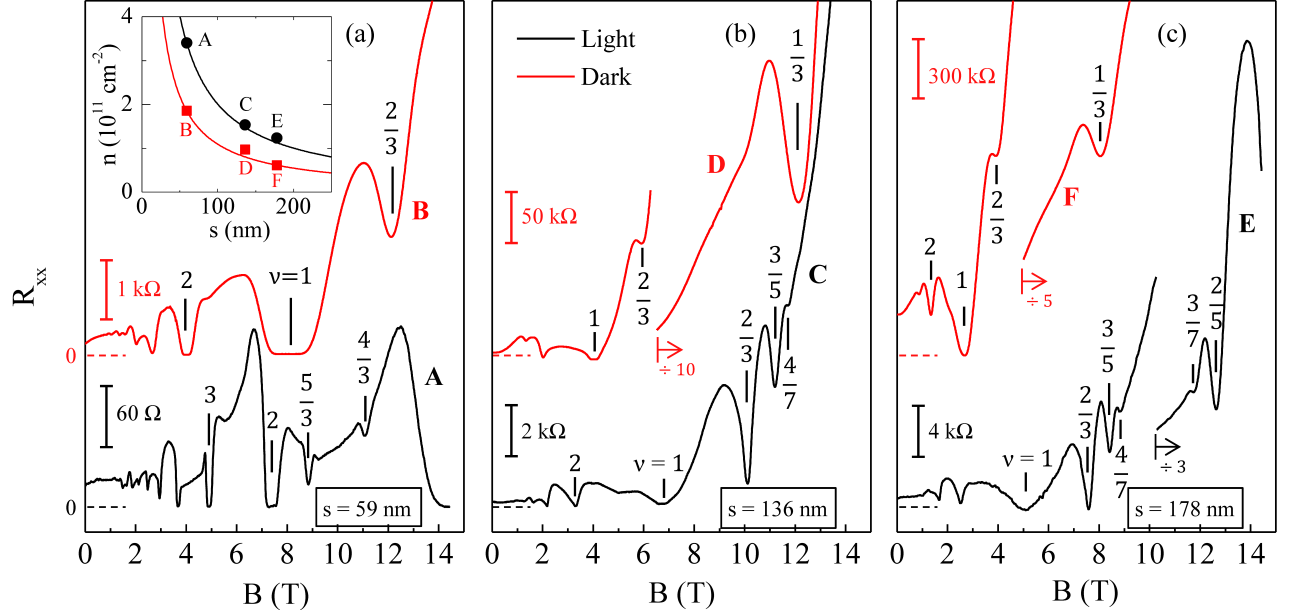 R_xx
(a)
4
2
0
n (10^11 cm^-2)
0 100 200
s (nm)
A
B
C
D
E
F
2/3
B
1 kΩ
2
ν=1
0
60 Ω
3
2
5/3
4/3
A
0
s = 59 nm
0 2 4 6 8 10 12 14
B (T)
(b)
Light
Dark
1/3
D
50 kΩ
1
2/3
÷ 10
C
3/5
2/3
4/7
2 kΩ
2
ν = 1
s = 136 nm
0 2 4 6 8 10 12
B (T)
(c)
300 kΩ
1/3
2/3
F
E
2
1
÷ 5
3/7
2/5
3/5
2/3
4/7
4 kΩ
ν = 1
÷ 3
s = 178 nm
0 2 4 6 8 10 12 14
B (T)